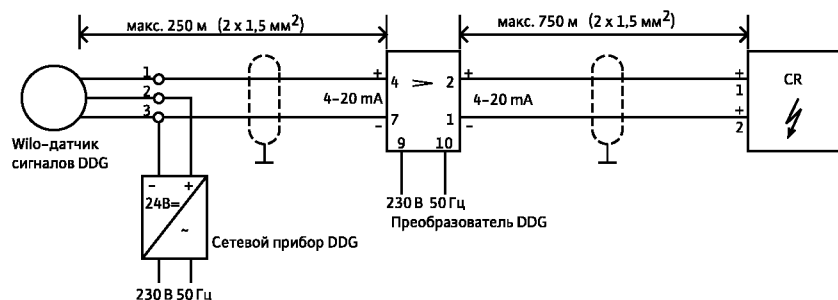 макс. 250 м (2 x 1,5 мм²)
макс. 750 м (2 x 1,5 мм²)
1
2
3
+
4
>
2
+
4–20 mA
4–20 mA
–
7
1
–
9
10
+
1
CR
+
2
Wilo–датчик
сигналов DDG
230 В 50 Гц
Преобразователь DDG
– +
24В=
~
Сетевой прибор DDG
230 В 50 Гц